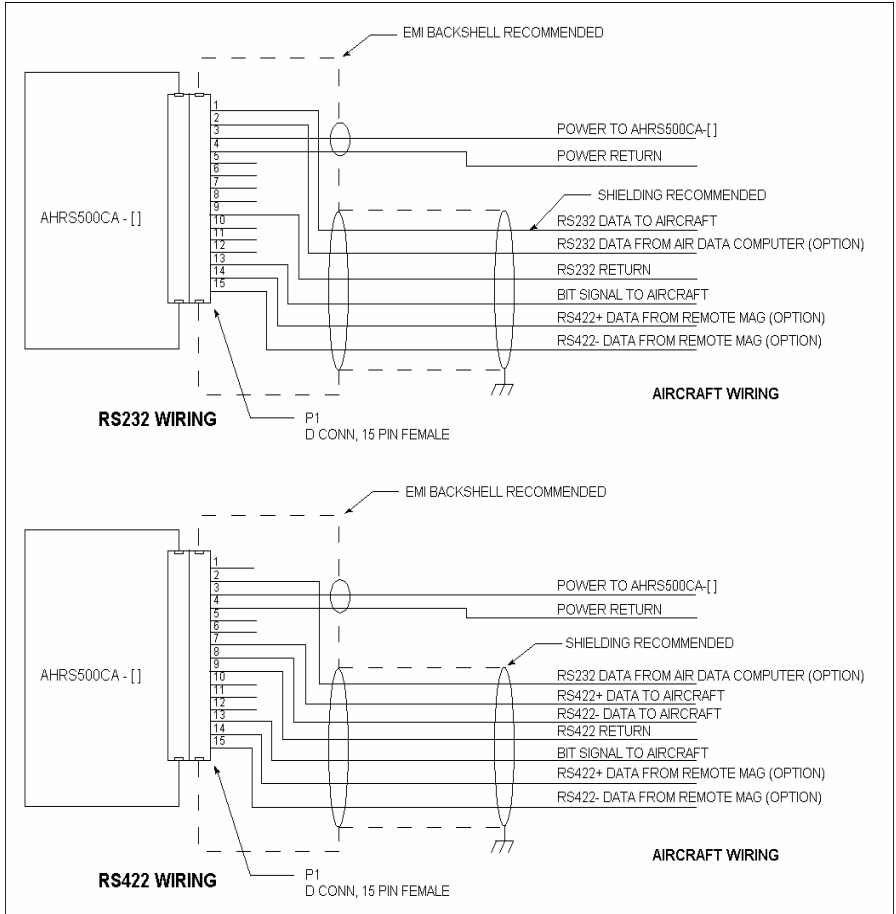 EMI BACKSHELL RECOMMENDED
1
2
3
4
5
6
7
8
9
10
11
12
13
14
15
AHRS500CA - [ ]
POWER TO AHRS500CA-[ ]
POWER RETURN
SHIELDING RECOMMENDED
RS232 DATA TO AIRCRAFT
RS232 DATA FROM AIR DATA COMPUTER (OPTION)
RS232 RETURN
BIT SIGNAL TO AIRCRAFT
RS422+ DATA FROM REMOTE MAG (OPTION)
RS422- DATA FROM REMOTE MAG (OPTION)
AIRCRAFT WIRING
RS232 WIRING
P1
D CONN, 15 PIN FEMALE
EMI BACKSHELL RECOMMENDED
1
2
3
4
5
6
7
8
9
10
11
12
13
14
15
AHRS500CA - [ ]
POWER TO AHRS500CA-[ ]
POWER RETURN
SHIELDING RECOMMENDED
RS232 DATA FROM AIR DATA COMPUTER (OPTION)
RS422+ DATA TO AIRCRAFT
RS422- DATA TO AIRCRAFT
RS422 RETURN
BIT SIGNAL TO AIRCRAFT
RS422+ DATA FROM REMOTE MAG (OPTION)
RS422- DATA FROM REMOTE MAG (OPTION)
AIRCRAFT WIRING
RS422 WIRING
P1
D CONN, 15 PIN FEMALE